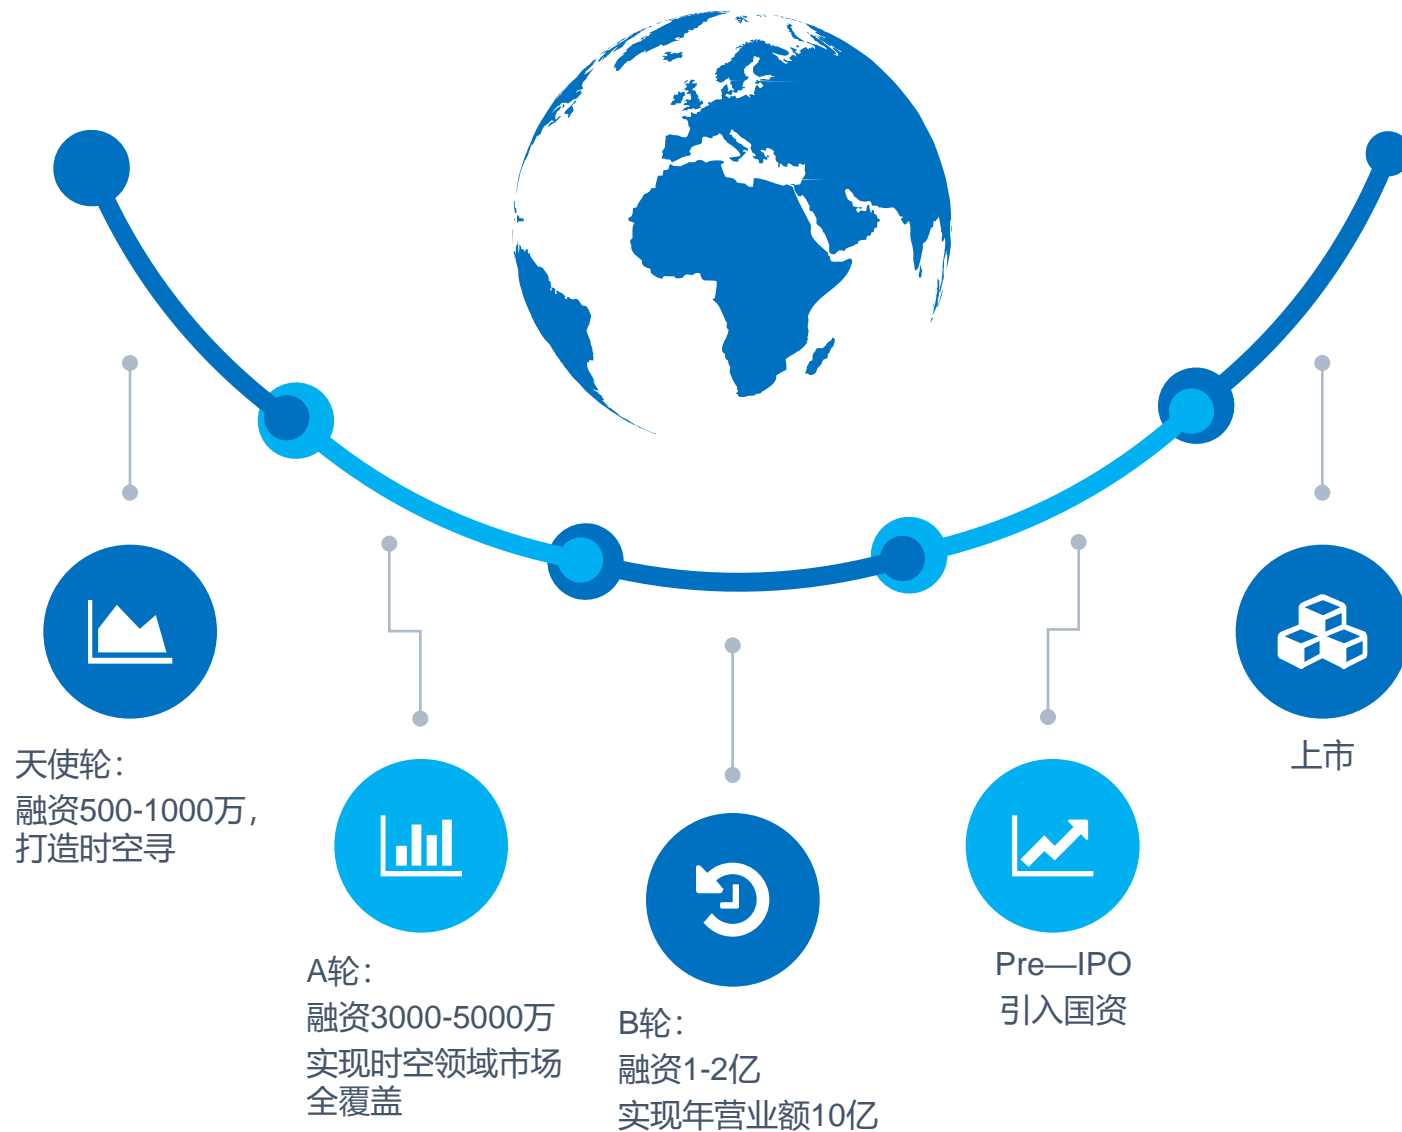 天使轮：
融资500-1000万，
打造时空寻
A轮：
融资3000-5000万
实现时空领域市场
全覆盖
B轮：
融资1-2亿
实现年营业额10亿
Pre—IPO
引入国资
上市